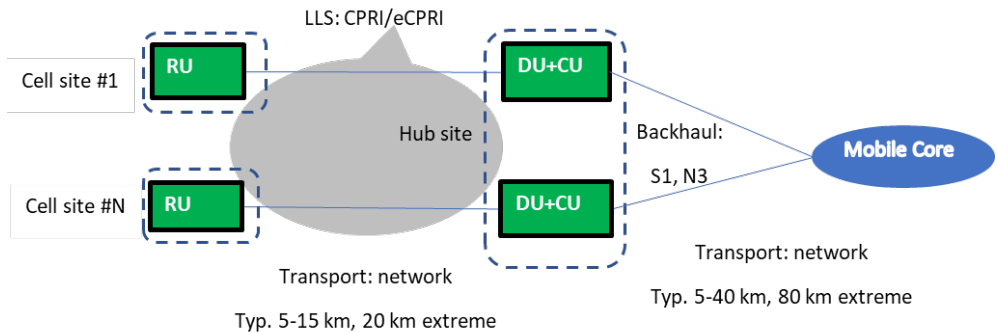 LLS: CPRI/eCPRI
Cell site #1
RU
DU+CU
Hub site
Backhaul:
S1, N3
Mobile Core
Cell site #N
RU
DU+CU
Transport: network
Typ. 5-15 km, 20 km extreme
Transport: network
Typ. 5-40 km, 80 km extreme